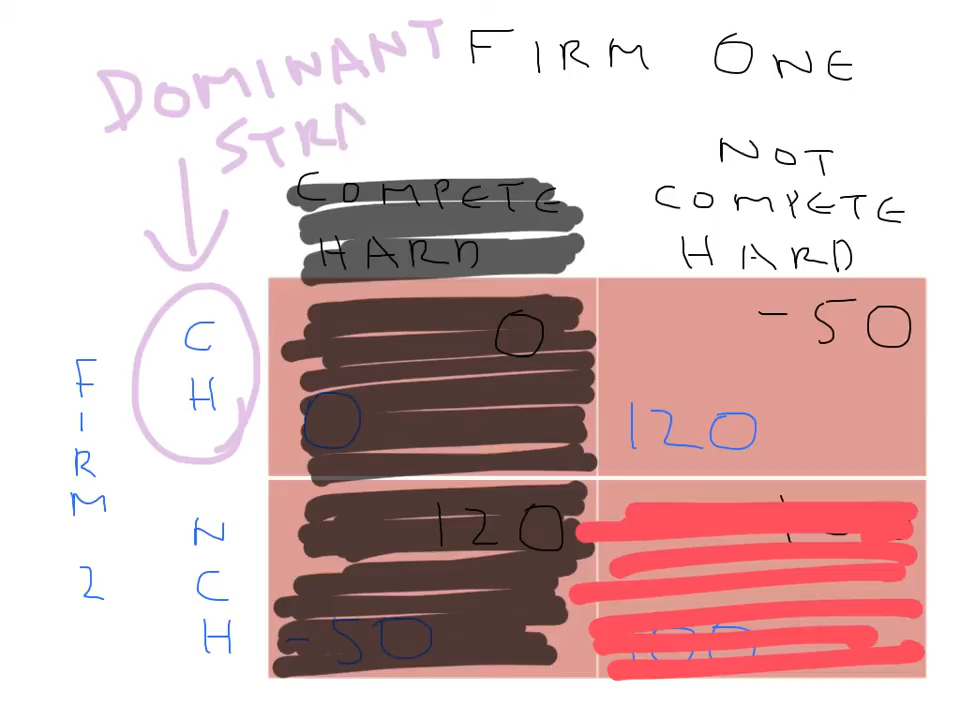 DOMINANT
STRA
FIRM ONE
COMPETE
HARD
NOT
COMPETE
HARD
FIRM 2
CH
0
0
-50
120
NCH
120
-50
100